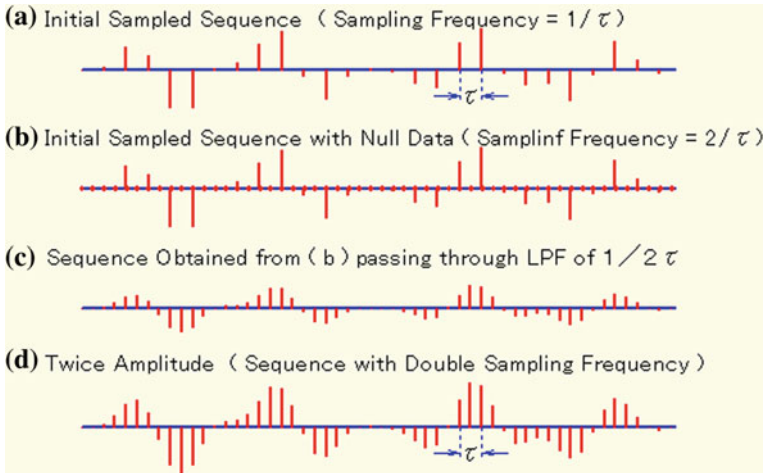 (a) Initial Sampled Sequence ( Sampling Frequency = 1/τ )
τ
(b) Initial Sampled Sequence with Null Data ( Samplinf Frequency = 2/τ )
(c) Sequence Obtained from ( b ) passing through LPF of 1/2 τ
(d) Twice Amplitude ( Sequence with Double Sampling Frequency )
τ